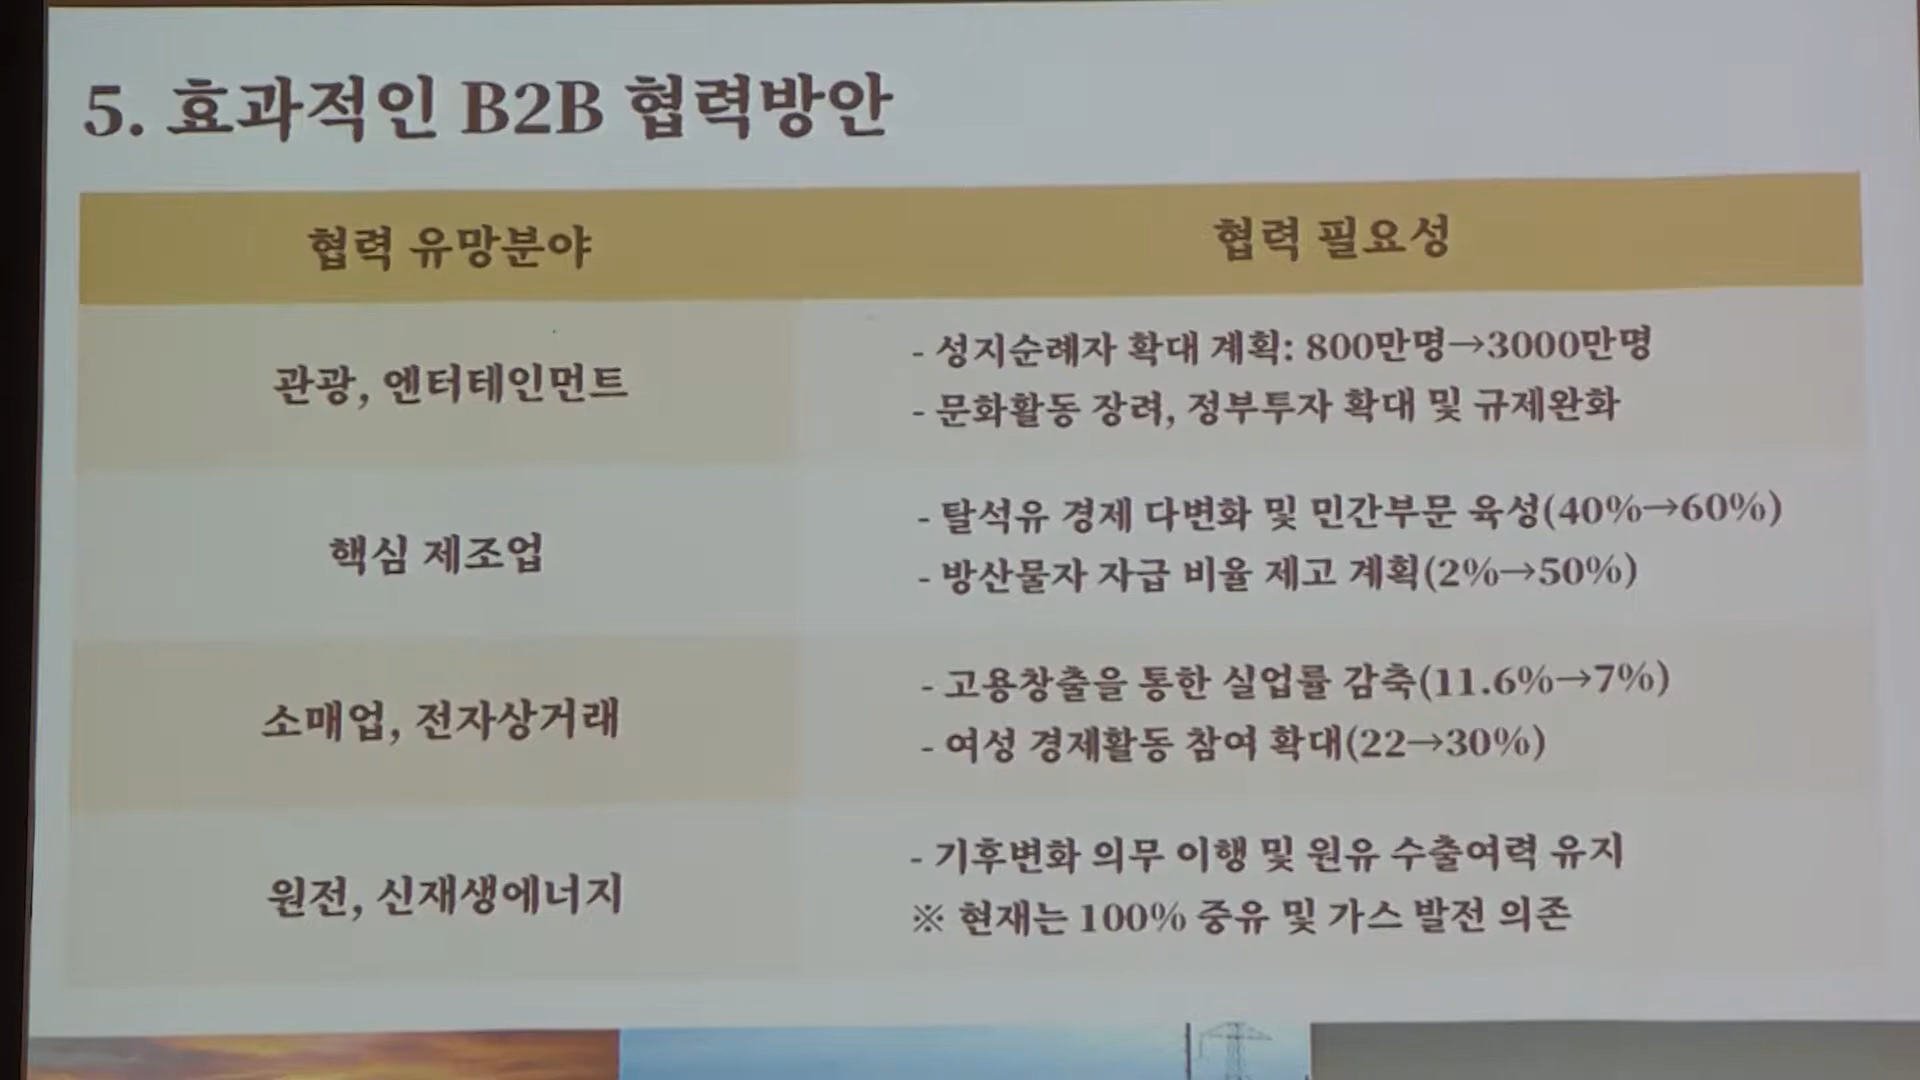 5. 효과적인 B2B 협력방안
협력 유망분야
협력 필요성
관광, 엔터테인먼트
- 성지순례자 확대 계획: 800만명→3000만명
- 문화활동 장려, 정부투자 확대 및 규제완화
핵심 제조업
- 탈석유 경제 다변화 및 민간부문 육성(40%→60%)
- 방산물자 자급 비율 제고 계획(2%→50%)
소매업, 전자상거래
- 고용창출을 통한 실업률 감축(11.6%→7%)
- 여성 경제활동 참여 확대(22→30%)
원전, 신재생에너지
- 기후변화 의무 이행 및 원유 수출여력 유지
※ 현재는 100% 중유 및 가스 발전 의존